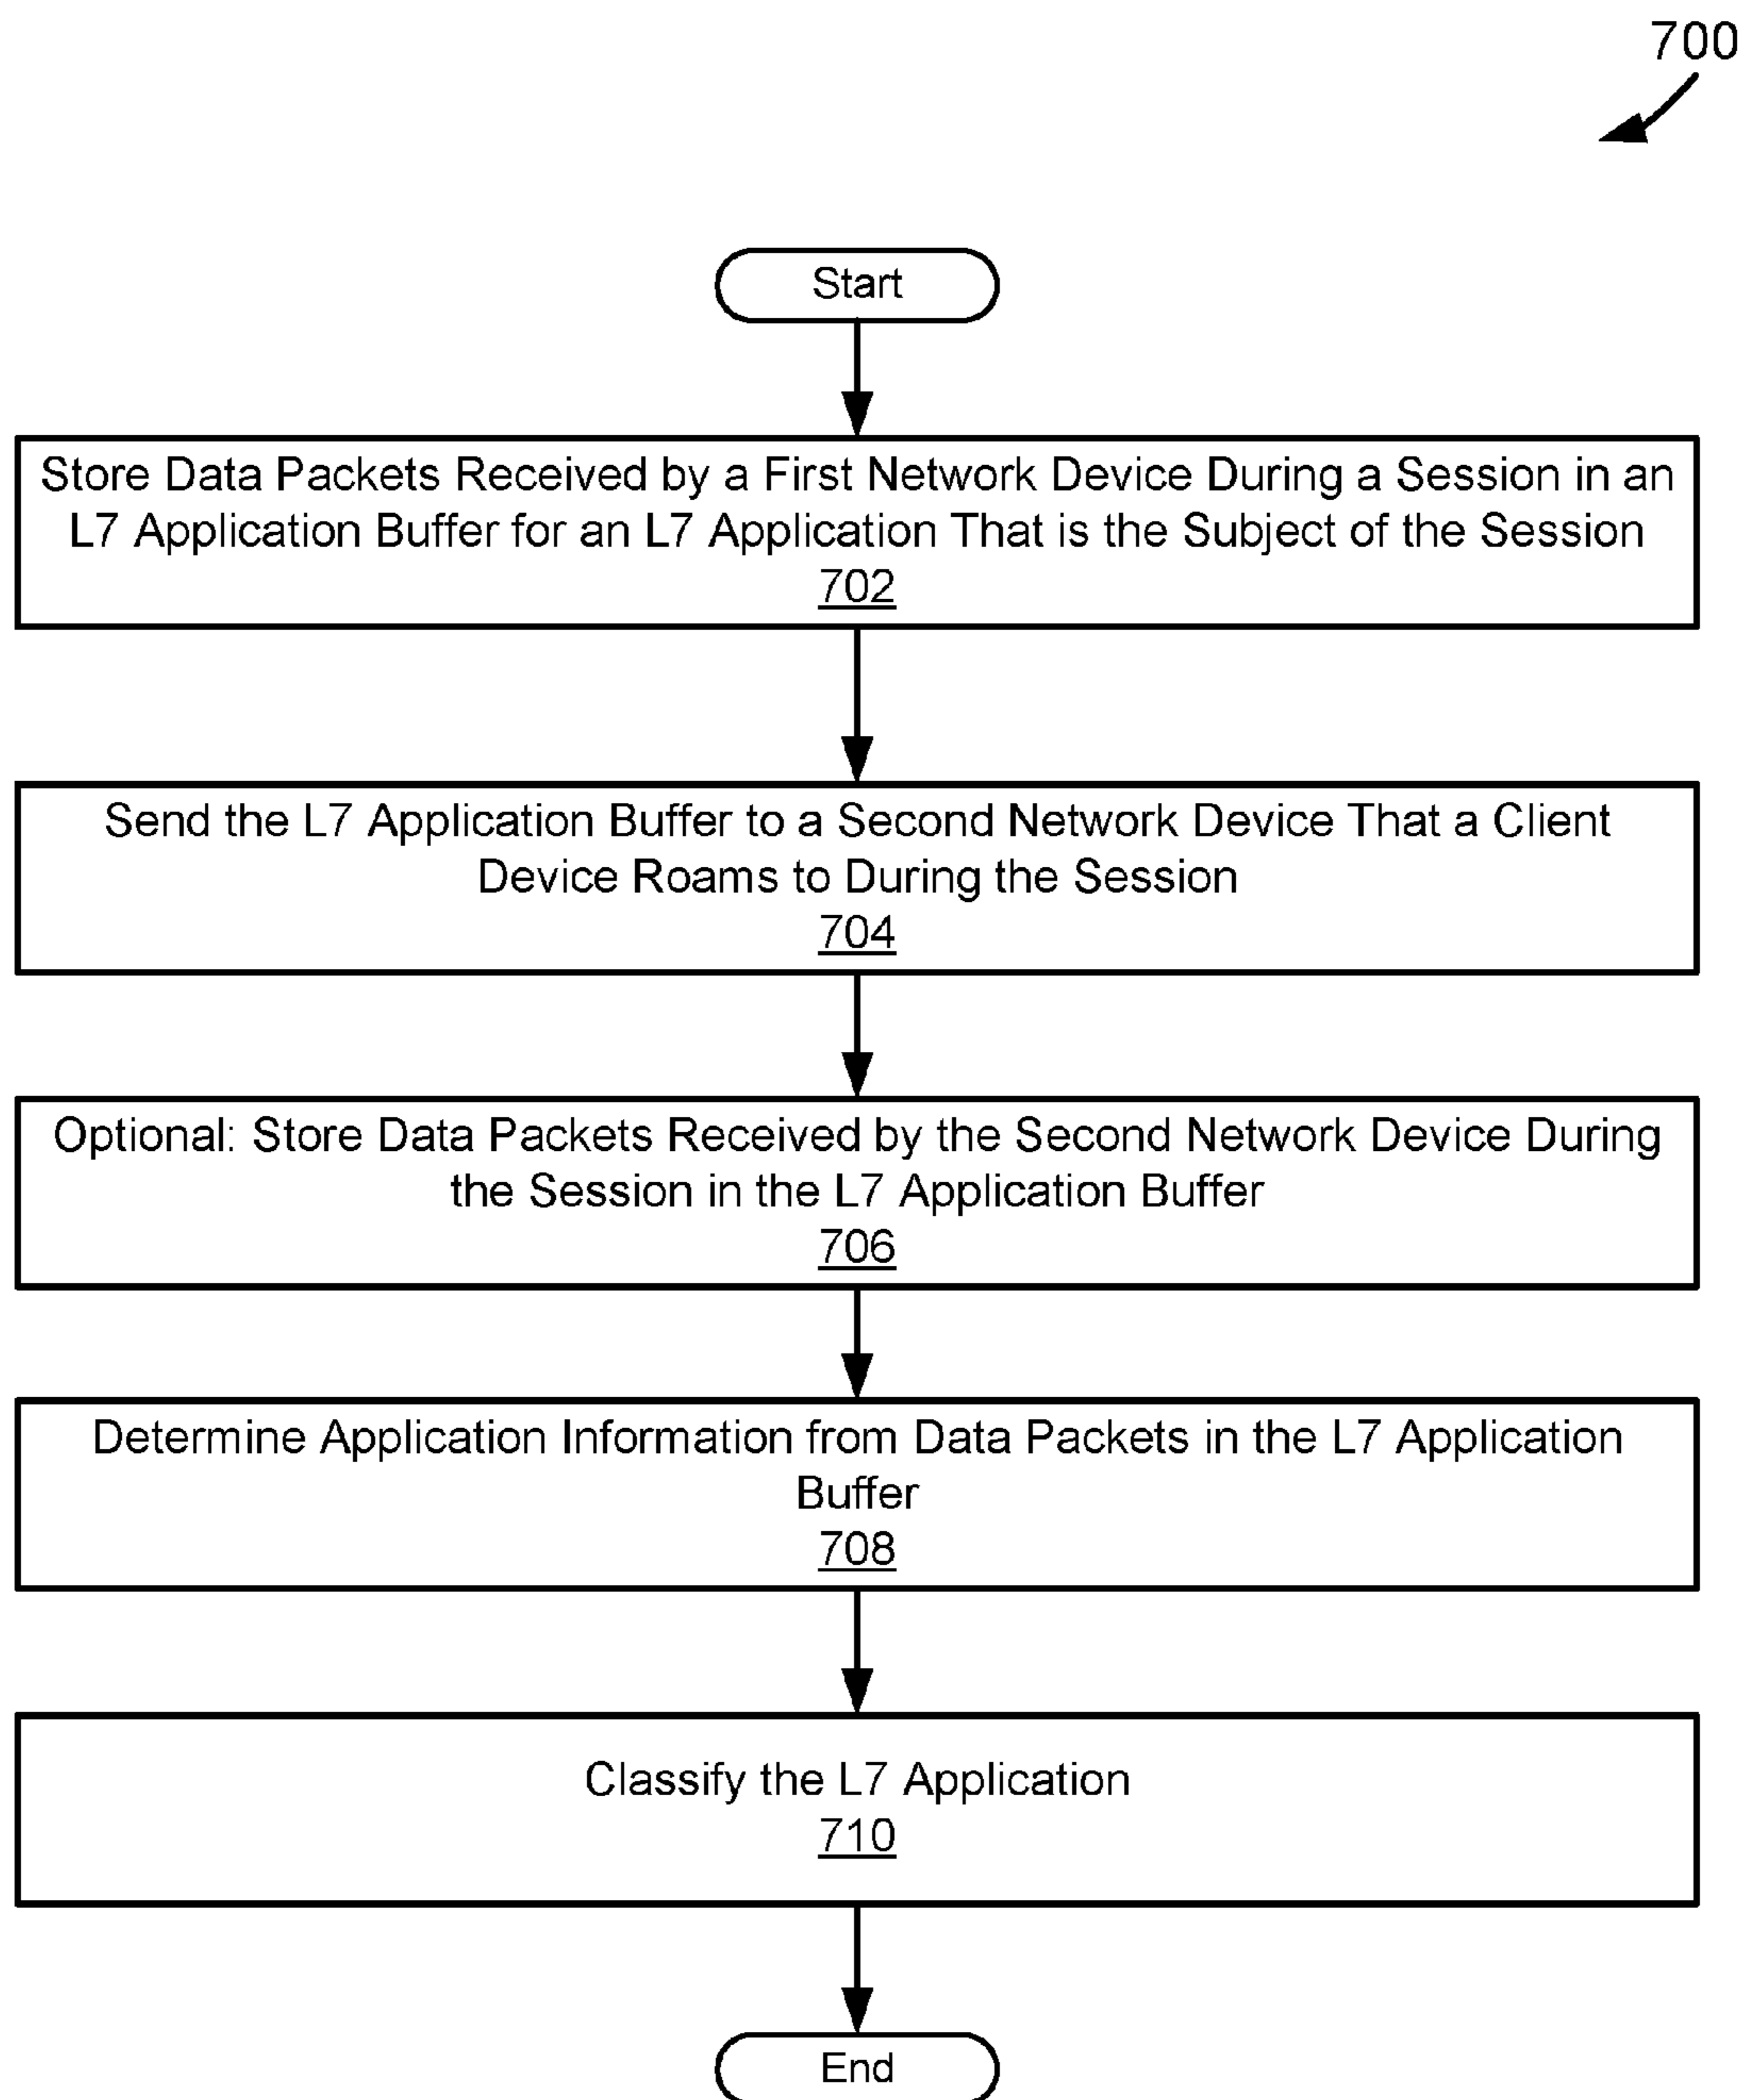 700
Start
Store Data Packets Received by a First Network Device During a Session in an
L7 Application Buffer for an L7 Application That is the Subject of the Session
702
Send the L7 Application Buffer to a Second Network Device That a Client
Device Roams to During the Session
704
Optional: Store Data Packets Received by the Second Network Device During
the Session in the L7 Application Buffer
706
Determine Application Information from Data Packets in the L7 Application
Buffer
708
Classify the L7 Application
710
End